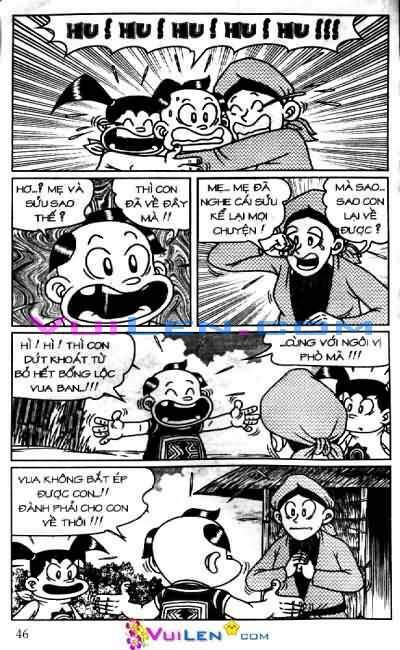 HU! HU! HU! HU! HU!!!
HƠ..? MẸ VÀ
SỬU SAO
THẾ?
THÌ CON
ĐÃ VỀ ĐÂY
MÀ!!
MẸ... MẸ ĐÃ
NGHE CÁI SỬU
KỂ LẠI MỌI
CHUYỆN!
MÀ SAO...
SAO CON
LẠI VỀ
ĐƯỢC?
VUILEN.COM
HÌ! HÌ! THÌ CON
DỨT KHOÁT TỪ
BỎ HẾT BỔNG LỘC
VUA BAN..!!!
...CÙNG VỚI NGÔI VỊ
PHÒ MÃ!!!
VUA KHÔNG BẮT ÉP
ĐƯỢC CON..!!
ĐÀNH PHẢI CHO CON
VỀ THÔI!!!
46
VUILEN.COM